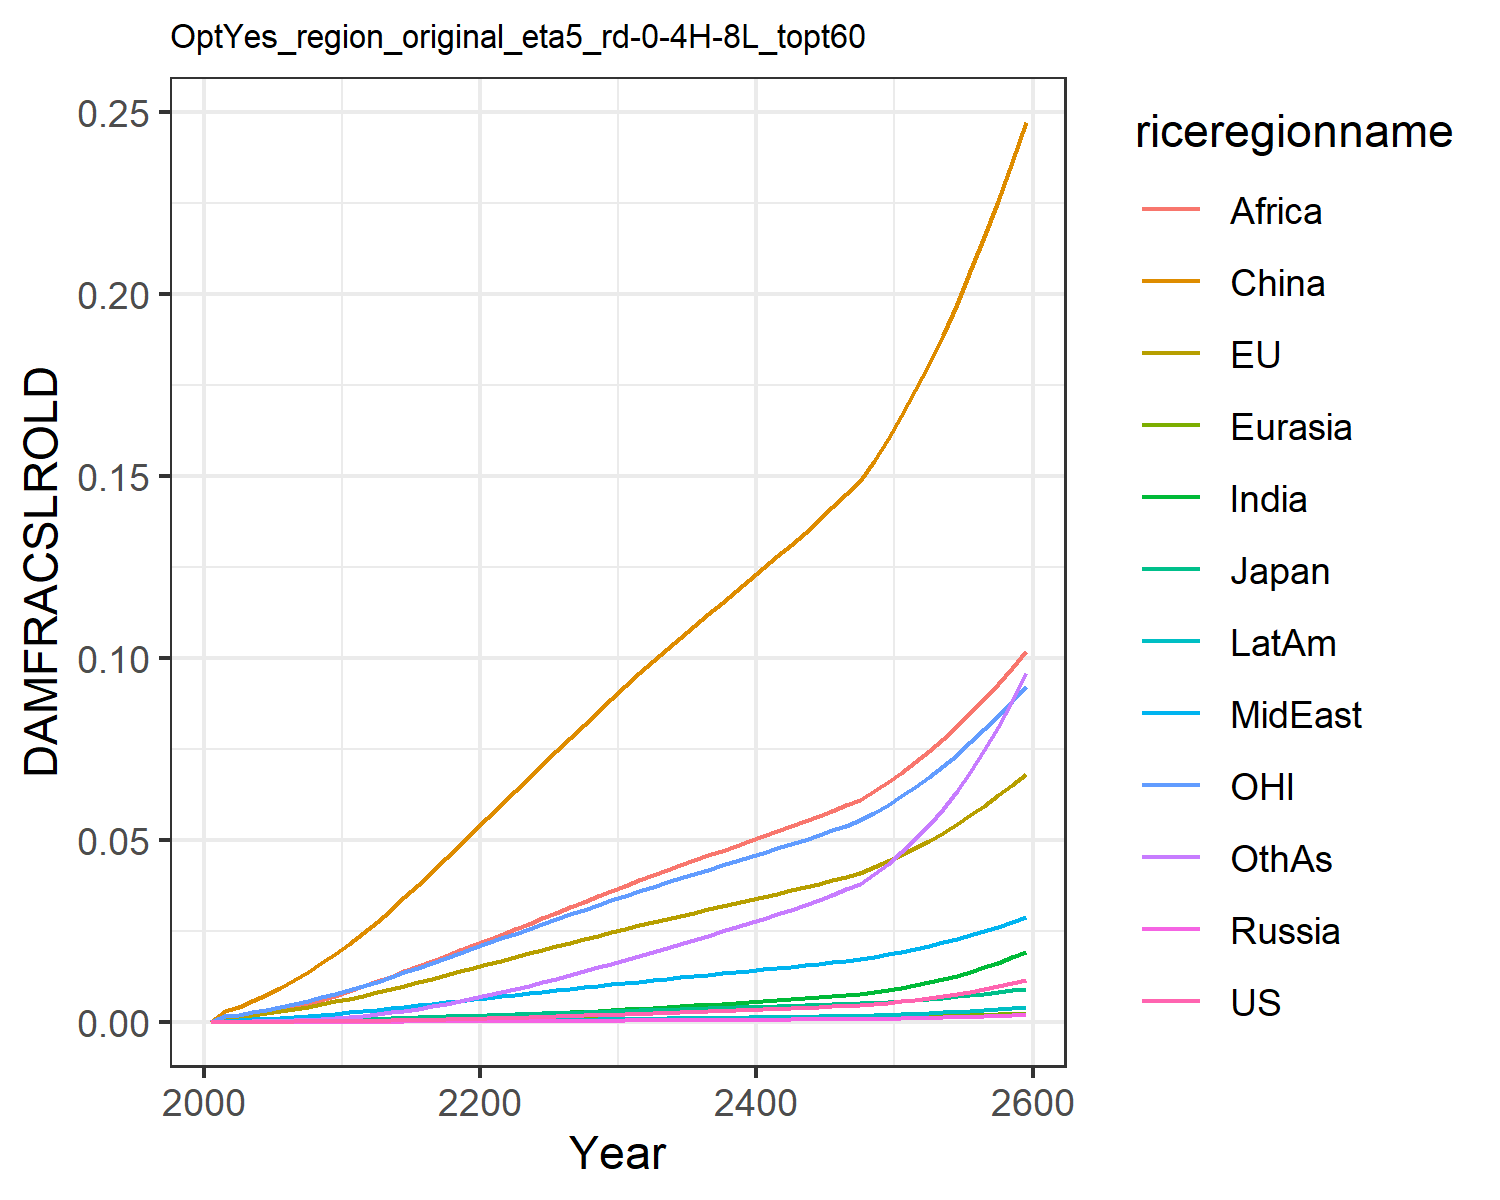 OptYes_region_original_eta5_rd-0-4H-8L_topt60
DAMFRACSLROLD
0.25
0.20
0.15
0.10
0.05
0.00
2000 2200 2400 2600
Year
riceregionname
Africa
China
EU
Eurasia
India
Japan
LatAm
MidEast
OHI
OthAs
Russia
US